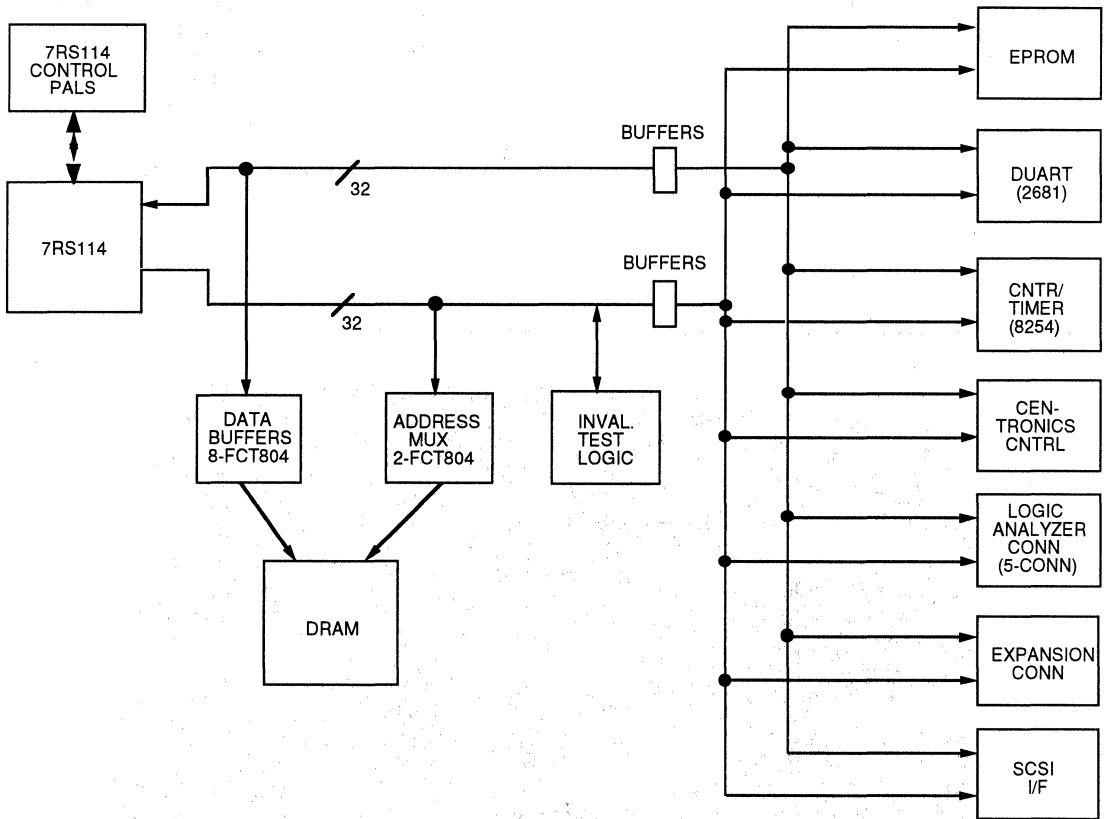 7RS114
CONTROL
PALS
7RS114
32
BUFFERS
32
BUFFERS
DATA
BUFFERS
8-FCT804
ADDRESS
MUX
2-FCT804
INVAL.
TEST
LOGIC
DRAM
EPROM
DUART
(2681)
CNTR/
TIMER
(8254)
CEN-
TRONICS
CNTRL
LOGIC
ANALYZER
CONN
(5-CONN)
EXPANSION
CONN
SCSI
I/F